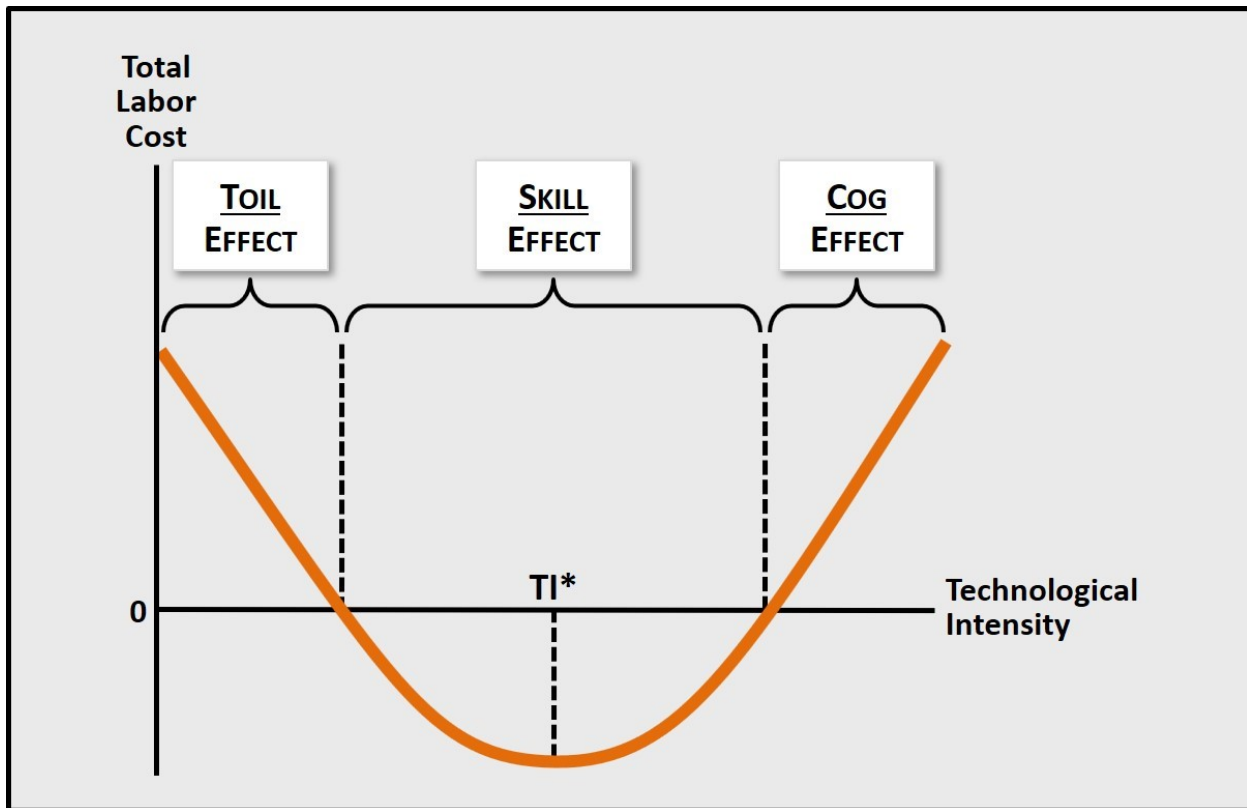 Total
Labor
Cost
TOIL
EFFECT
SKILL
EFFECT
COG
EFFECT
TI*
0
Technological
Intensity